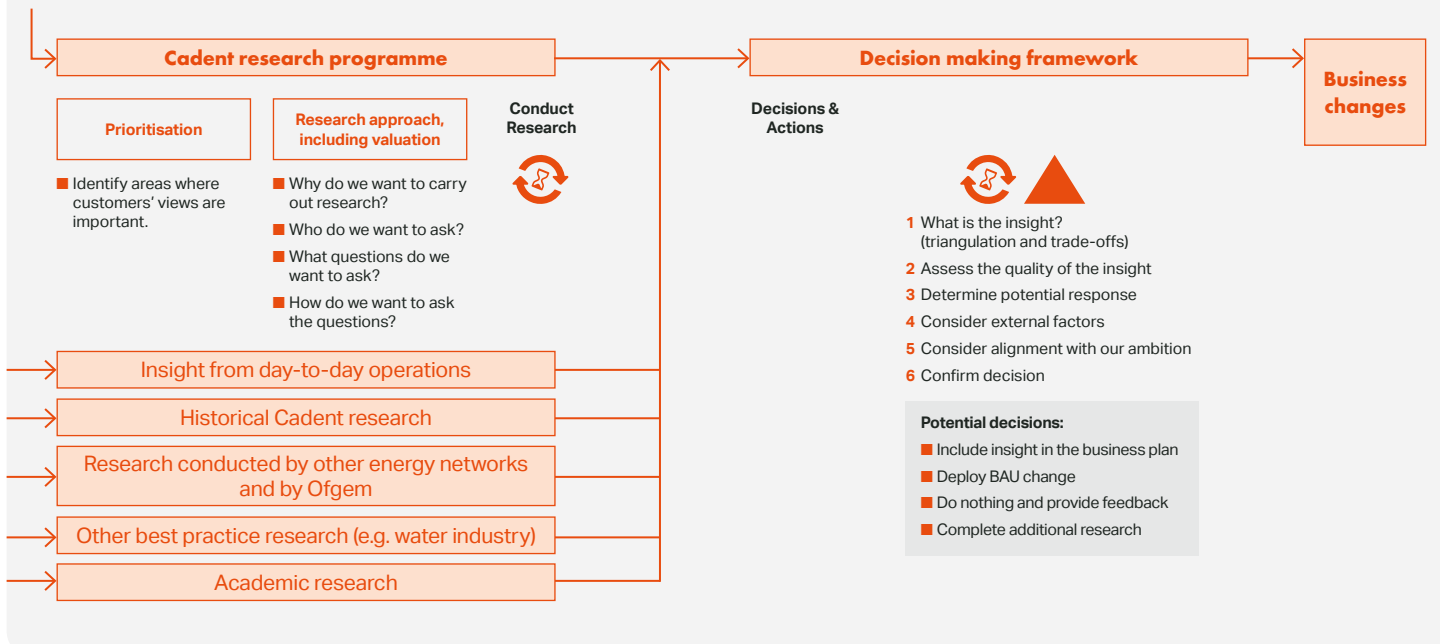 Cadent research programme
Decision making framework
Business
changes
Prioritisation
Research approach,
including valuation
Conduct
Research
Decisions &
Actions
Identify areas where
customers' views are
important.
Why do we want to carry
out research?
Who do we want to ask?
What questions do we
want to ask?
How do we want to ask
the questions?
1 What is the insight?
(triangulation and trade-offs)
2 Assess the quality of the insight
3 Determine potential response
4 Consider external factors
5 Consider alignment with our ambition
6 Confirm decision
Potential decisions:
Include insight in the business plan
Deploy BAU change
Do nothing and provide feedback
Complete additional research
Insight from day-to-day operations
Historical Cadent research
Research conducted by other energy networks
and by Ofgem
Other best practice research (e.g. water industry)
Academic research